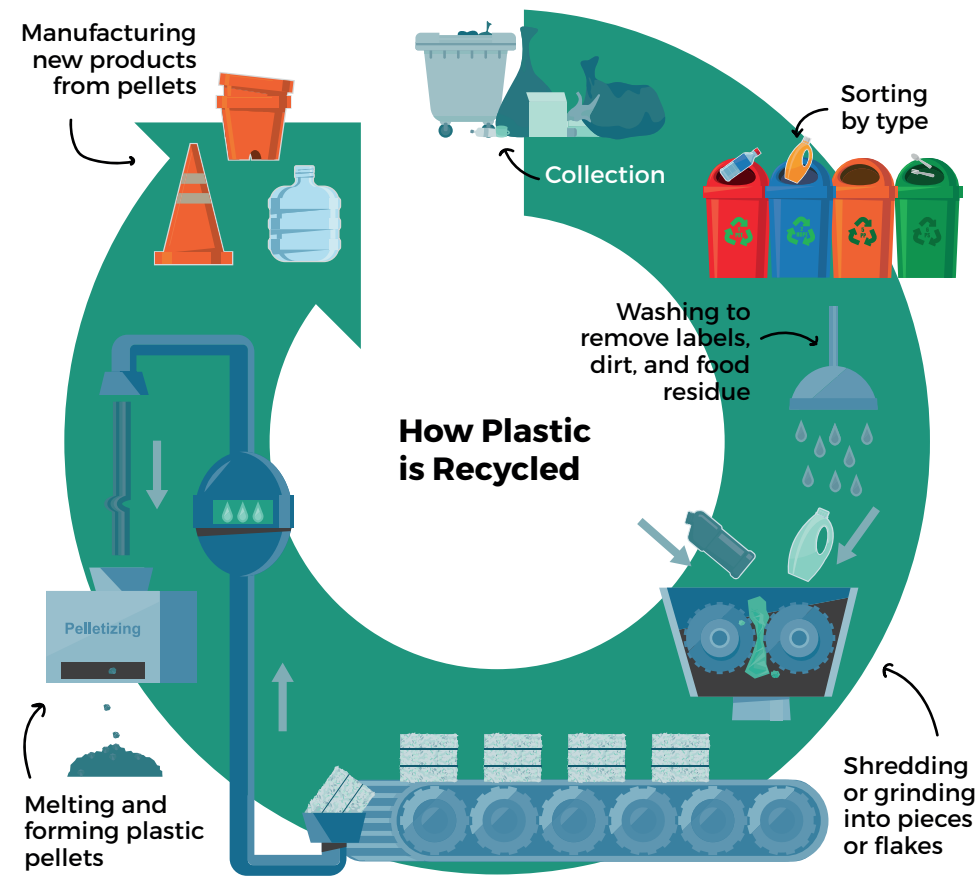 Manufacturing
new products
from pellets
Collection
Sorting
by type
Washing to
remove labels,
dirt, and food
residue
How Plastic
is Recycled
Pelletizing
Melting and
forming plastic
pellets
Shredding
or grinding
into pieces
or flakes